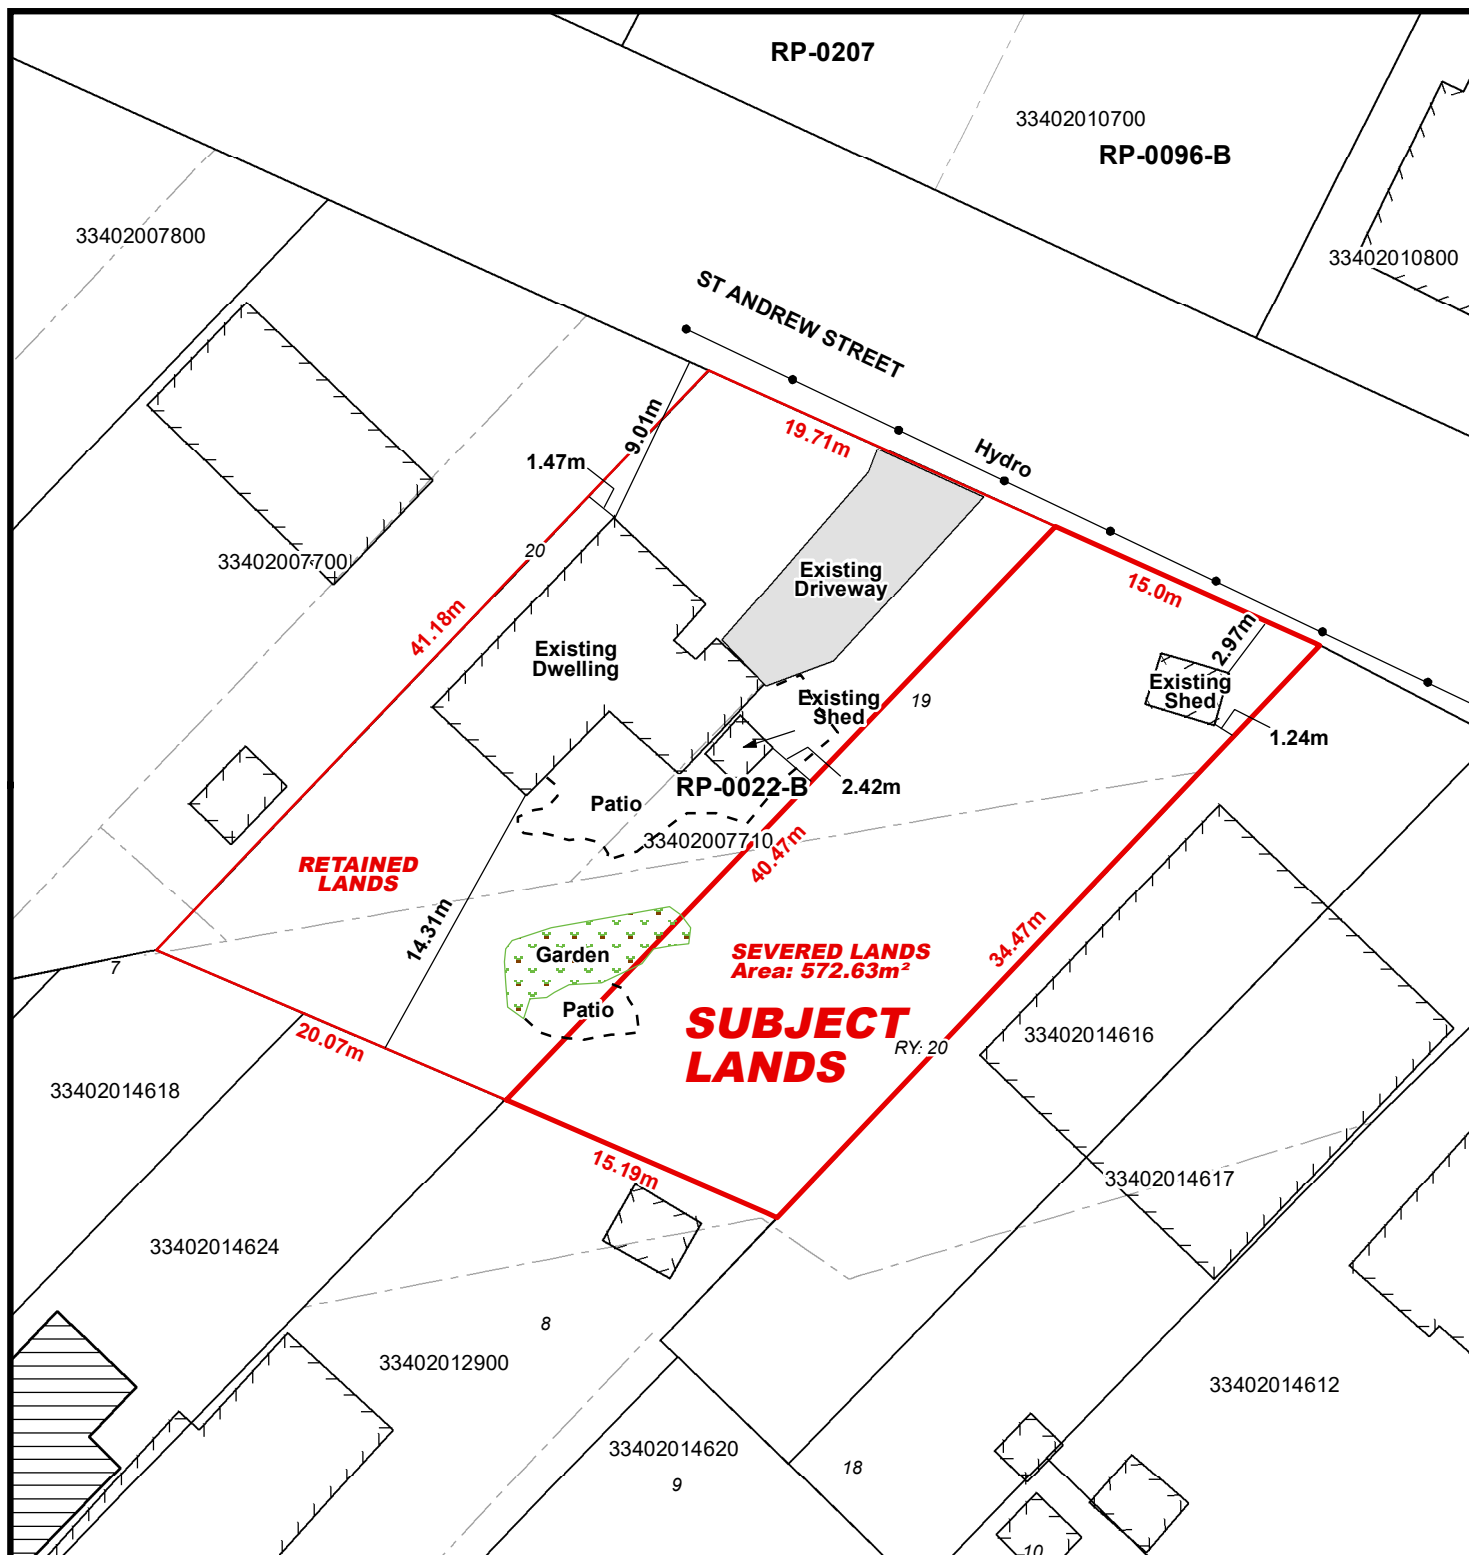 RP-0207
33402010700
RP-0096-B
33402007800
33402010800
ST ANDREW STREET
9.01m
19.71m
Hydro
1.47m
20
33402007700
Existing
Driveway
15.0m
41.18m
Existing
Dwelling
2.97m
Existing
Shed
19
Existing
Shed
1.24m
RP-0022-B
2.42m
Patio
33402007710
40.47m
RETAINED
LANDS
14.31m
34.47m
Garden
SEVERED LANDS
Area: 572.63m²
7
Patio
SUBJECT
LANDS
RY: 20
20.07m
33402014616
33402014618
15.19m
33402014617
33402014624
8
33402012900
33402014612
33402014620
18
9
10